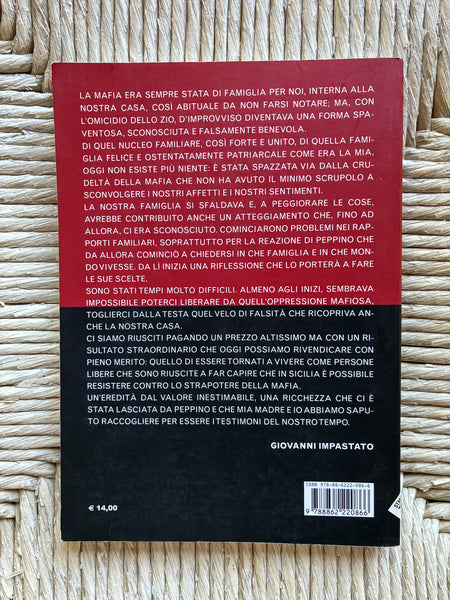 LA MAFIA ERA SEMPRE STATA DI FAMIGLIA PER NOI, INTERNA ALLA
NOSTRA CASA, COSÌ ABITUALE DA NON FARSI NOTARE; MA, CON
L'OMICIDIO DELLO ZIO, D'IMPROVVISO DIVENTAVA UNA FORMA SPA-
VENTOSA, SCONOSCIUTA E FALSAMENTE BENEVOLA.
DI QUEL NUCLEO FAMILIARE, COSÌ FORTE E UNITO, DI QUELLA FAMI-
GLIA FELICE E OSTENTATAMENTE PATRIARCALE COME ERA LA MIA,
OGGI NON ESISTE PIÙ NIENTE: È STATA SPAZZATA VIA DALLA CRU-
DELTÀ DELLA MAFIA CHE NON HA AVUTO IL MINIMO SCRUPOLO A
SCONVOLGERE I NOSTRI AFFETTI E I NOSTRI SENTIMENTI.
LA NOSTRA FAMIGLIA SI SFALDAVA E, A PEGGIORARE LE COSE,
AVREBBE CONTRIBUITO ANCHE UN ATTEGGIAMENTO CHE, FINO AD
ALLORA, CI ERA SCONOSCIUTO. COMINCIARONO PROBLEMI NEI RAP-
PORTI FAMILIARI, SOPRATTUTTO PER LA REAZIONE DI PEPPINO CHE
DA ALLORA COMINCIÒ A CHIEDERSI IN CHE FAMIGLIA E IN CHE MON-
DO VIVESSE. DA LÌ INIZIA UNA RIFLESSIONE CHE LO PORTERÀ A FARE
LE SUE SCELTE.
SONO STATI TEMPI MOLTO DIFFICILI. ALMENO AGLI INIZI, SEMBRAVA
IMPOSSIBILE POTERCI LIBERARE DA QUELL'OPPRESSIONE MAFIOSA,
TOGLIERCI DALLA TESTA QUEL VELO DI FALSITÀ CHE RICOPRIVA AN-
CHE LA NOSTRA CASA.
CI SIAMO RIUSCITI PAGANDO UN PREZZO ALTISSIMO MA CON UN RI-
SULTATO STRAORDINARIO CHE OGGI POSSIAMO RIVENDICARE CON
PIENO MERITO: QUELLO DI ESSERE TORNATI A VIVERE COME PERSONE
LIBERE CHE SONO RIUSCITE A FAR CAPIRE CHE IN SICILIA È POSSIBILE
RESISTERE CONTRO LO STRAPOTERE DELLA MAFIA.
UN'EREDITÀ DAL VALORE INESTIMABILE, UNA RICCHEZZA CHE CI È
STATA LASCIATA DA PEPPINO E CHE MIA MADRE E IO ABBIAMO SAPU-
TO RACCOGLIERE PER ESSERE I TESTIMONI DEL NOSTRO TEMPO.
GIOVANNI IMPASTATO
ISBN 978-88-6222-086-6
9 788862 220866
€ 14,00